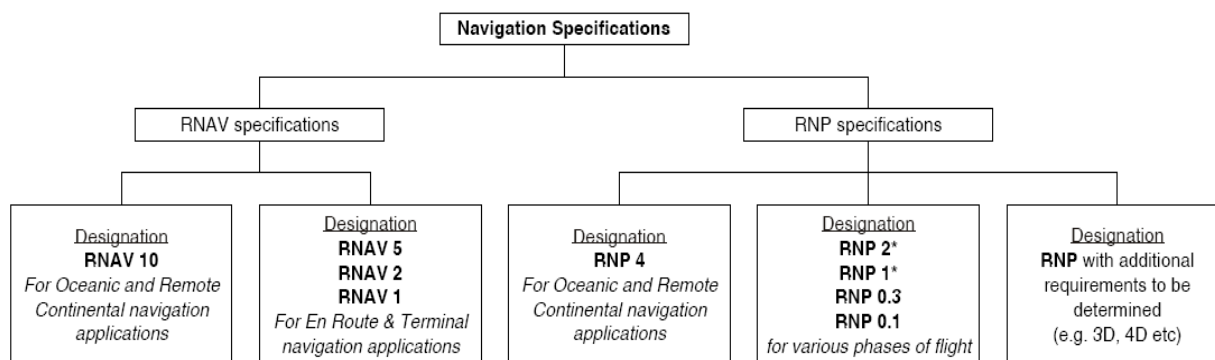 Navigation Specifications
RNAV specifications
RNP specifications
Designation
RNAV 10
For Oceanic and Remote
Continental navigation
applications
Designation
RNAV 5
RNAV 2
RNAV 1
For En Route & Terminal
navigation applications
Designation
RNP 4
For Oceanic and Remote
Continental navigation
applications
Designation
RNP 2*
RNP 1*
RNP 0.3
RNP 0.1
for various phases of flight
Designation
RNP with additional
requirements to be
determined
(e.g. 3D, 4D etc)